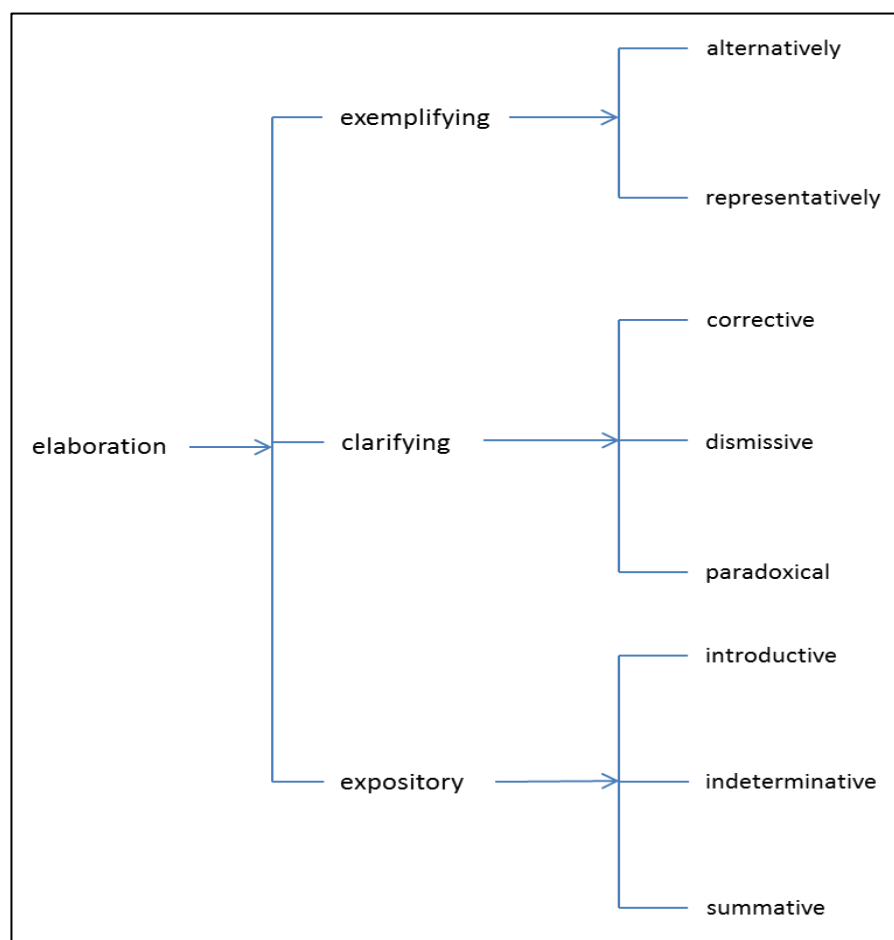 alternatively
exemplifying
representatively
corrective
elaboration
clarifying
dismissive
paradoxical
introductive
expository
indeterminative
summative